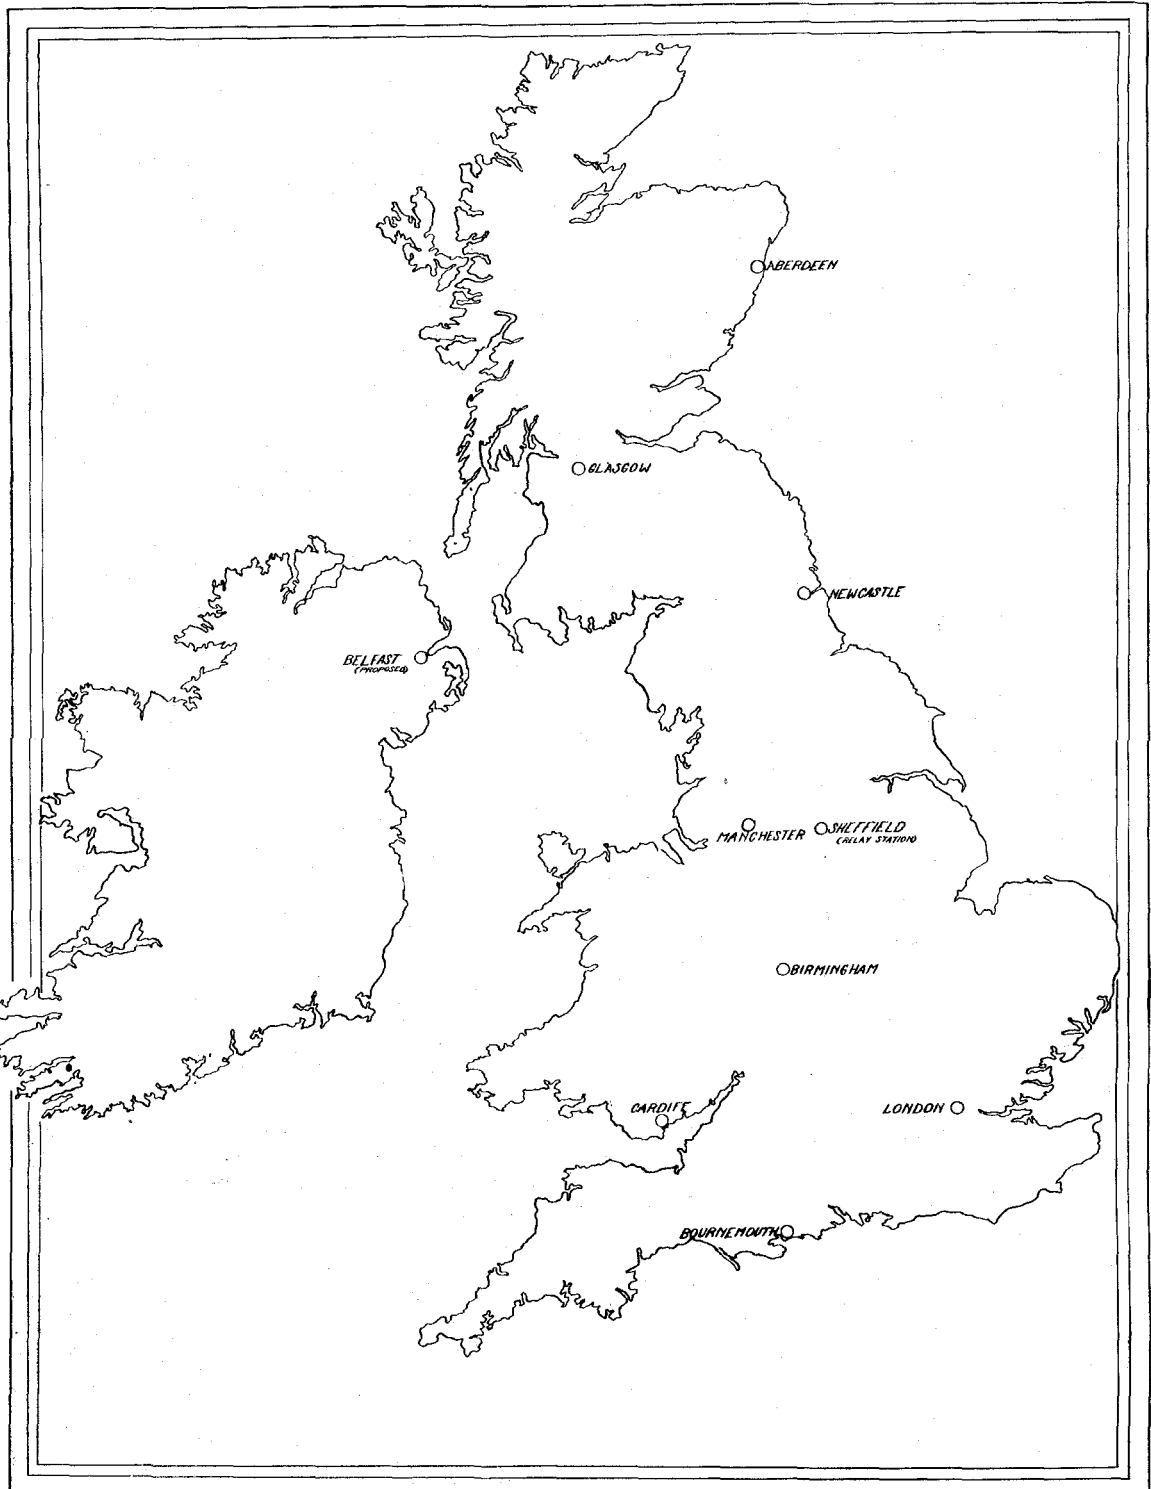 ABERDEEN
GLASGOW
NEWCASTLE
BELFAST
(PROPOSED)
MANCHESTER
SHEFFIELD
(RELAY STATION)
BIRMINGHAM
CARDIFF
LONDON
BOURNEMOUTH